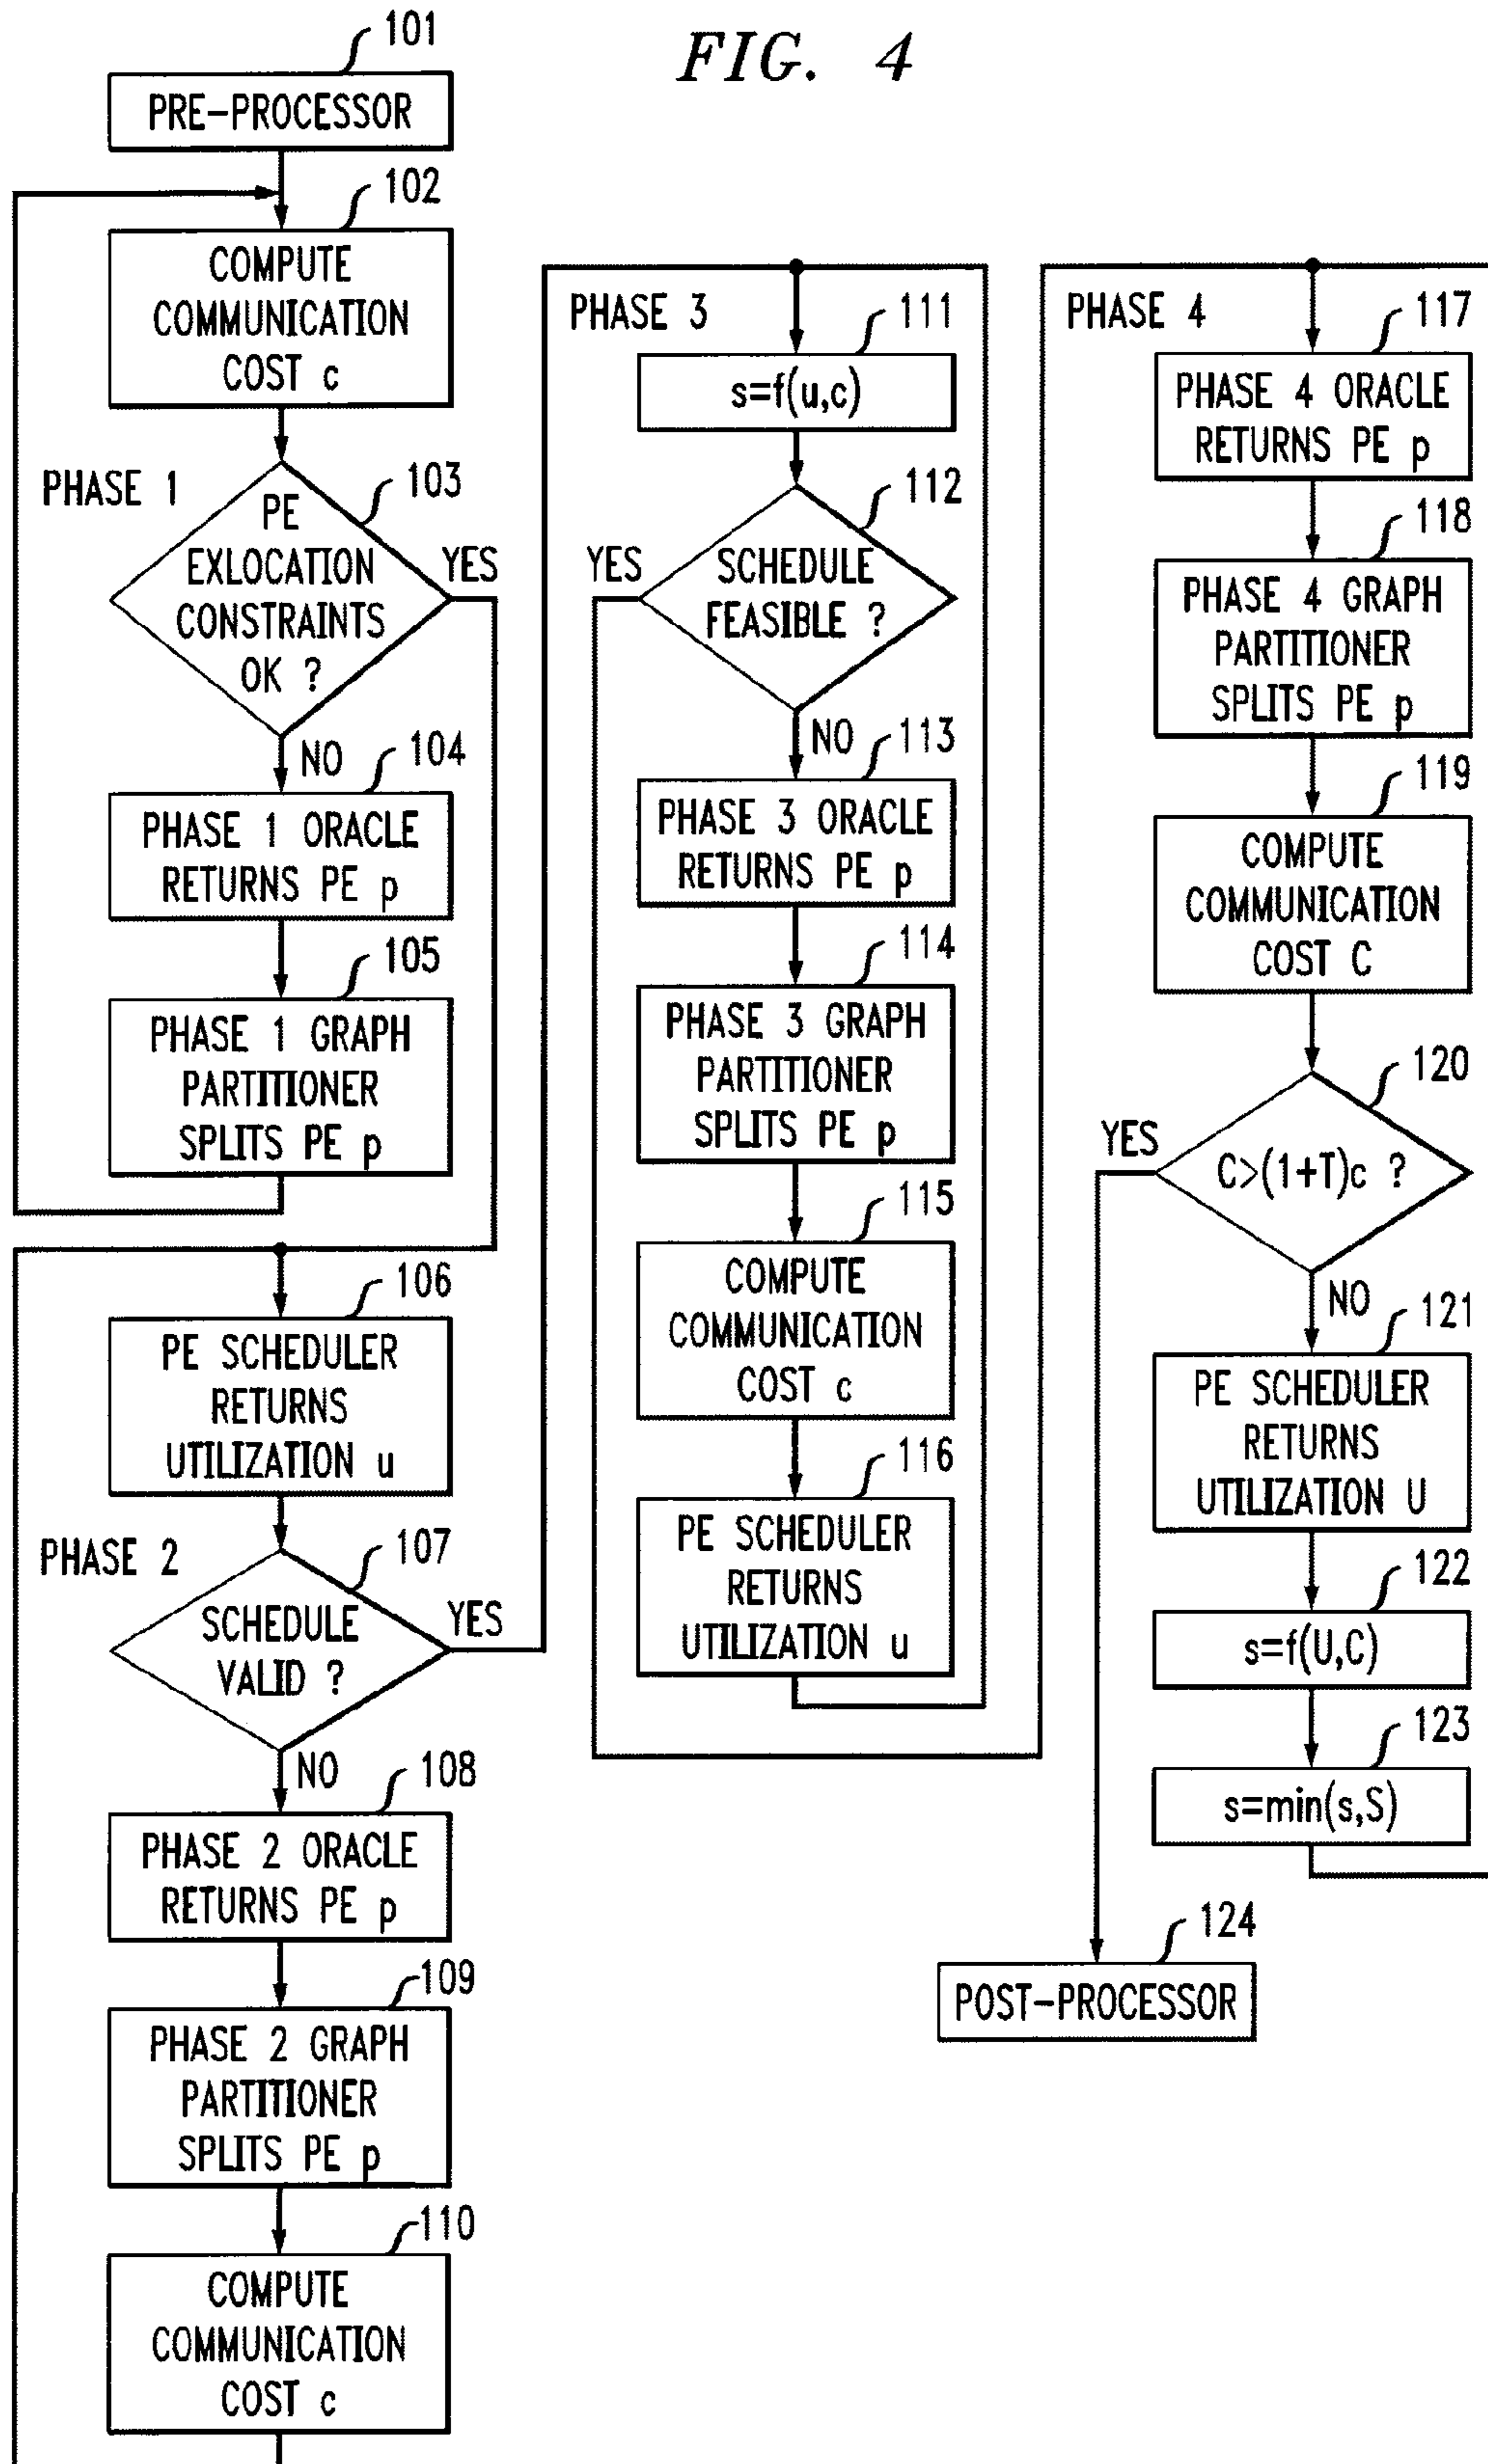 FIG. 4
101
PRE-PROCESSOR
102
COMPUTE
COMMUNICATION
COST c
PHASE 1
103
PE
EXLOCATION
CONSTRAINTS
OK ?
YES
NO
104
PHASE 1 ORACLE
RETURNS PE p
105
PHASE 1 GRAPH
PARTITIONER
SPLITS PE p
106
PE SCHEDULER
RETURNS
UTILIZATION u
PHASE 2
107
SCHEDULE
VALID ?
YES
NO
108
PHASE 2 ORACLE
RETURNS PE p
109
PHASE 2 GRAPH
PARTITIONER
SPLITS PE p
110
COMPUTE
COMMUNICATION
COST c
PHASE 3
111
s=f(u,c)
112
YES
SCHEDULE
FEASIBLE ?
NO
113
PHASE 3 ORACLE
RETURNS PE p
114
PHASE 3 GRAPH
PARTITIONER
SPLITS PE p
115
COMPUTE
COMMUNICATION
COST c
116
PE SCHEDULER
RETURNS
UTILIZATION u
PHASE 4
117
PHASE 4 ORACLE
RETURNS PE p
118
PHASE 4 GRAPH
PARTITIONER
SPLITS PE p
119
COMPUTE
COMMUNICATION
COST C
120
YES
C>(1+T)c ?
NO
121
PE SCHEDULER
RETURNS
UTILIZATION U
122
s=f(U,C)
123
s=min(s,S)
124
POST-PROCESSOR